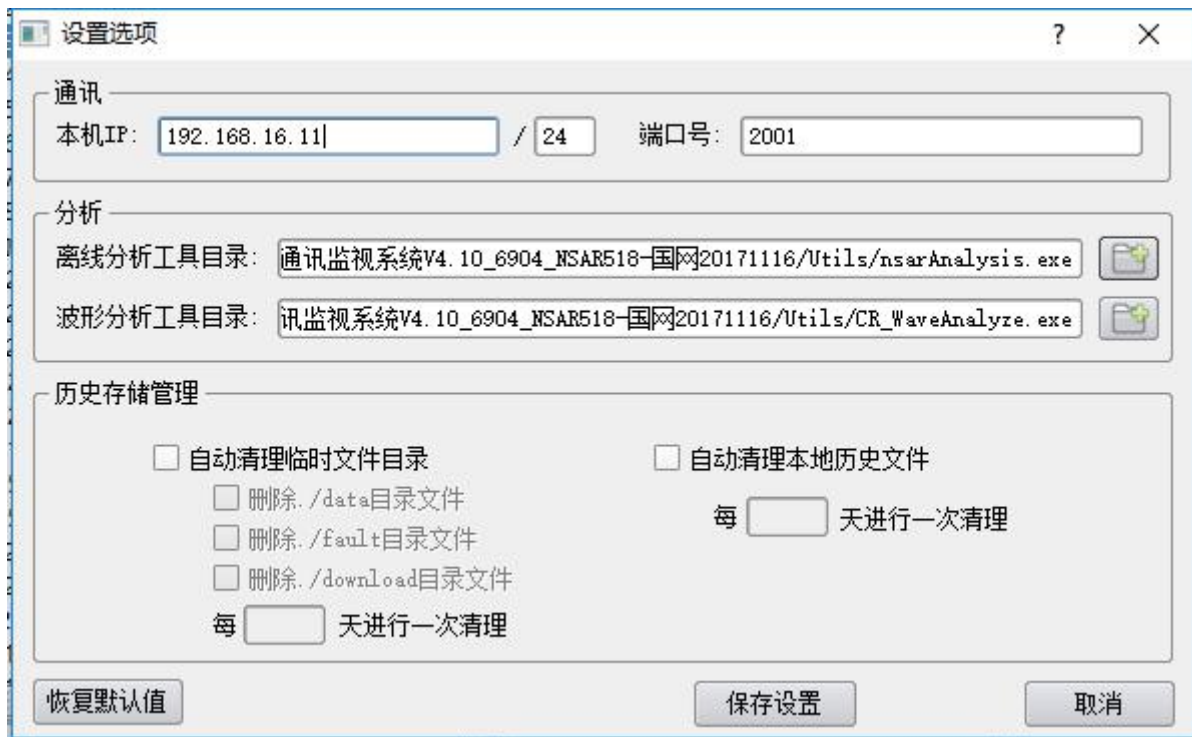 设置选项
?
通讯
本机IP: 192.168.16.11 / 24 端口号: 2001
分析
离线分析工具目录: 通讯监视系统V4.10_6904_NSAR518-国网20171116/Utils/nsarAnalysis.exe
波形分析工具目录: 讯监视系统V4.10_6904_NSAR518-国网20171116/Utils/CR_WaveAnalyze.exe
历史存储管理
自动清理临时文件目录 自动清理本地历史文件
删除./data目录文件
每 天进行一次清理
删除./fault目录文件
删除./download目录文件
每 天进行一次清理
恢复默认值 保存设置 取消